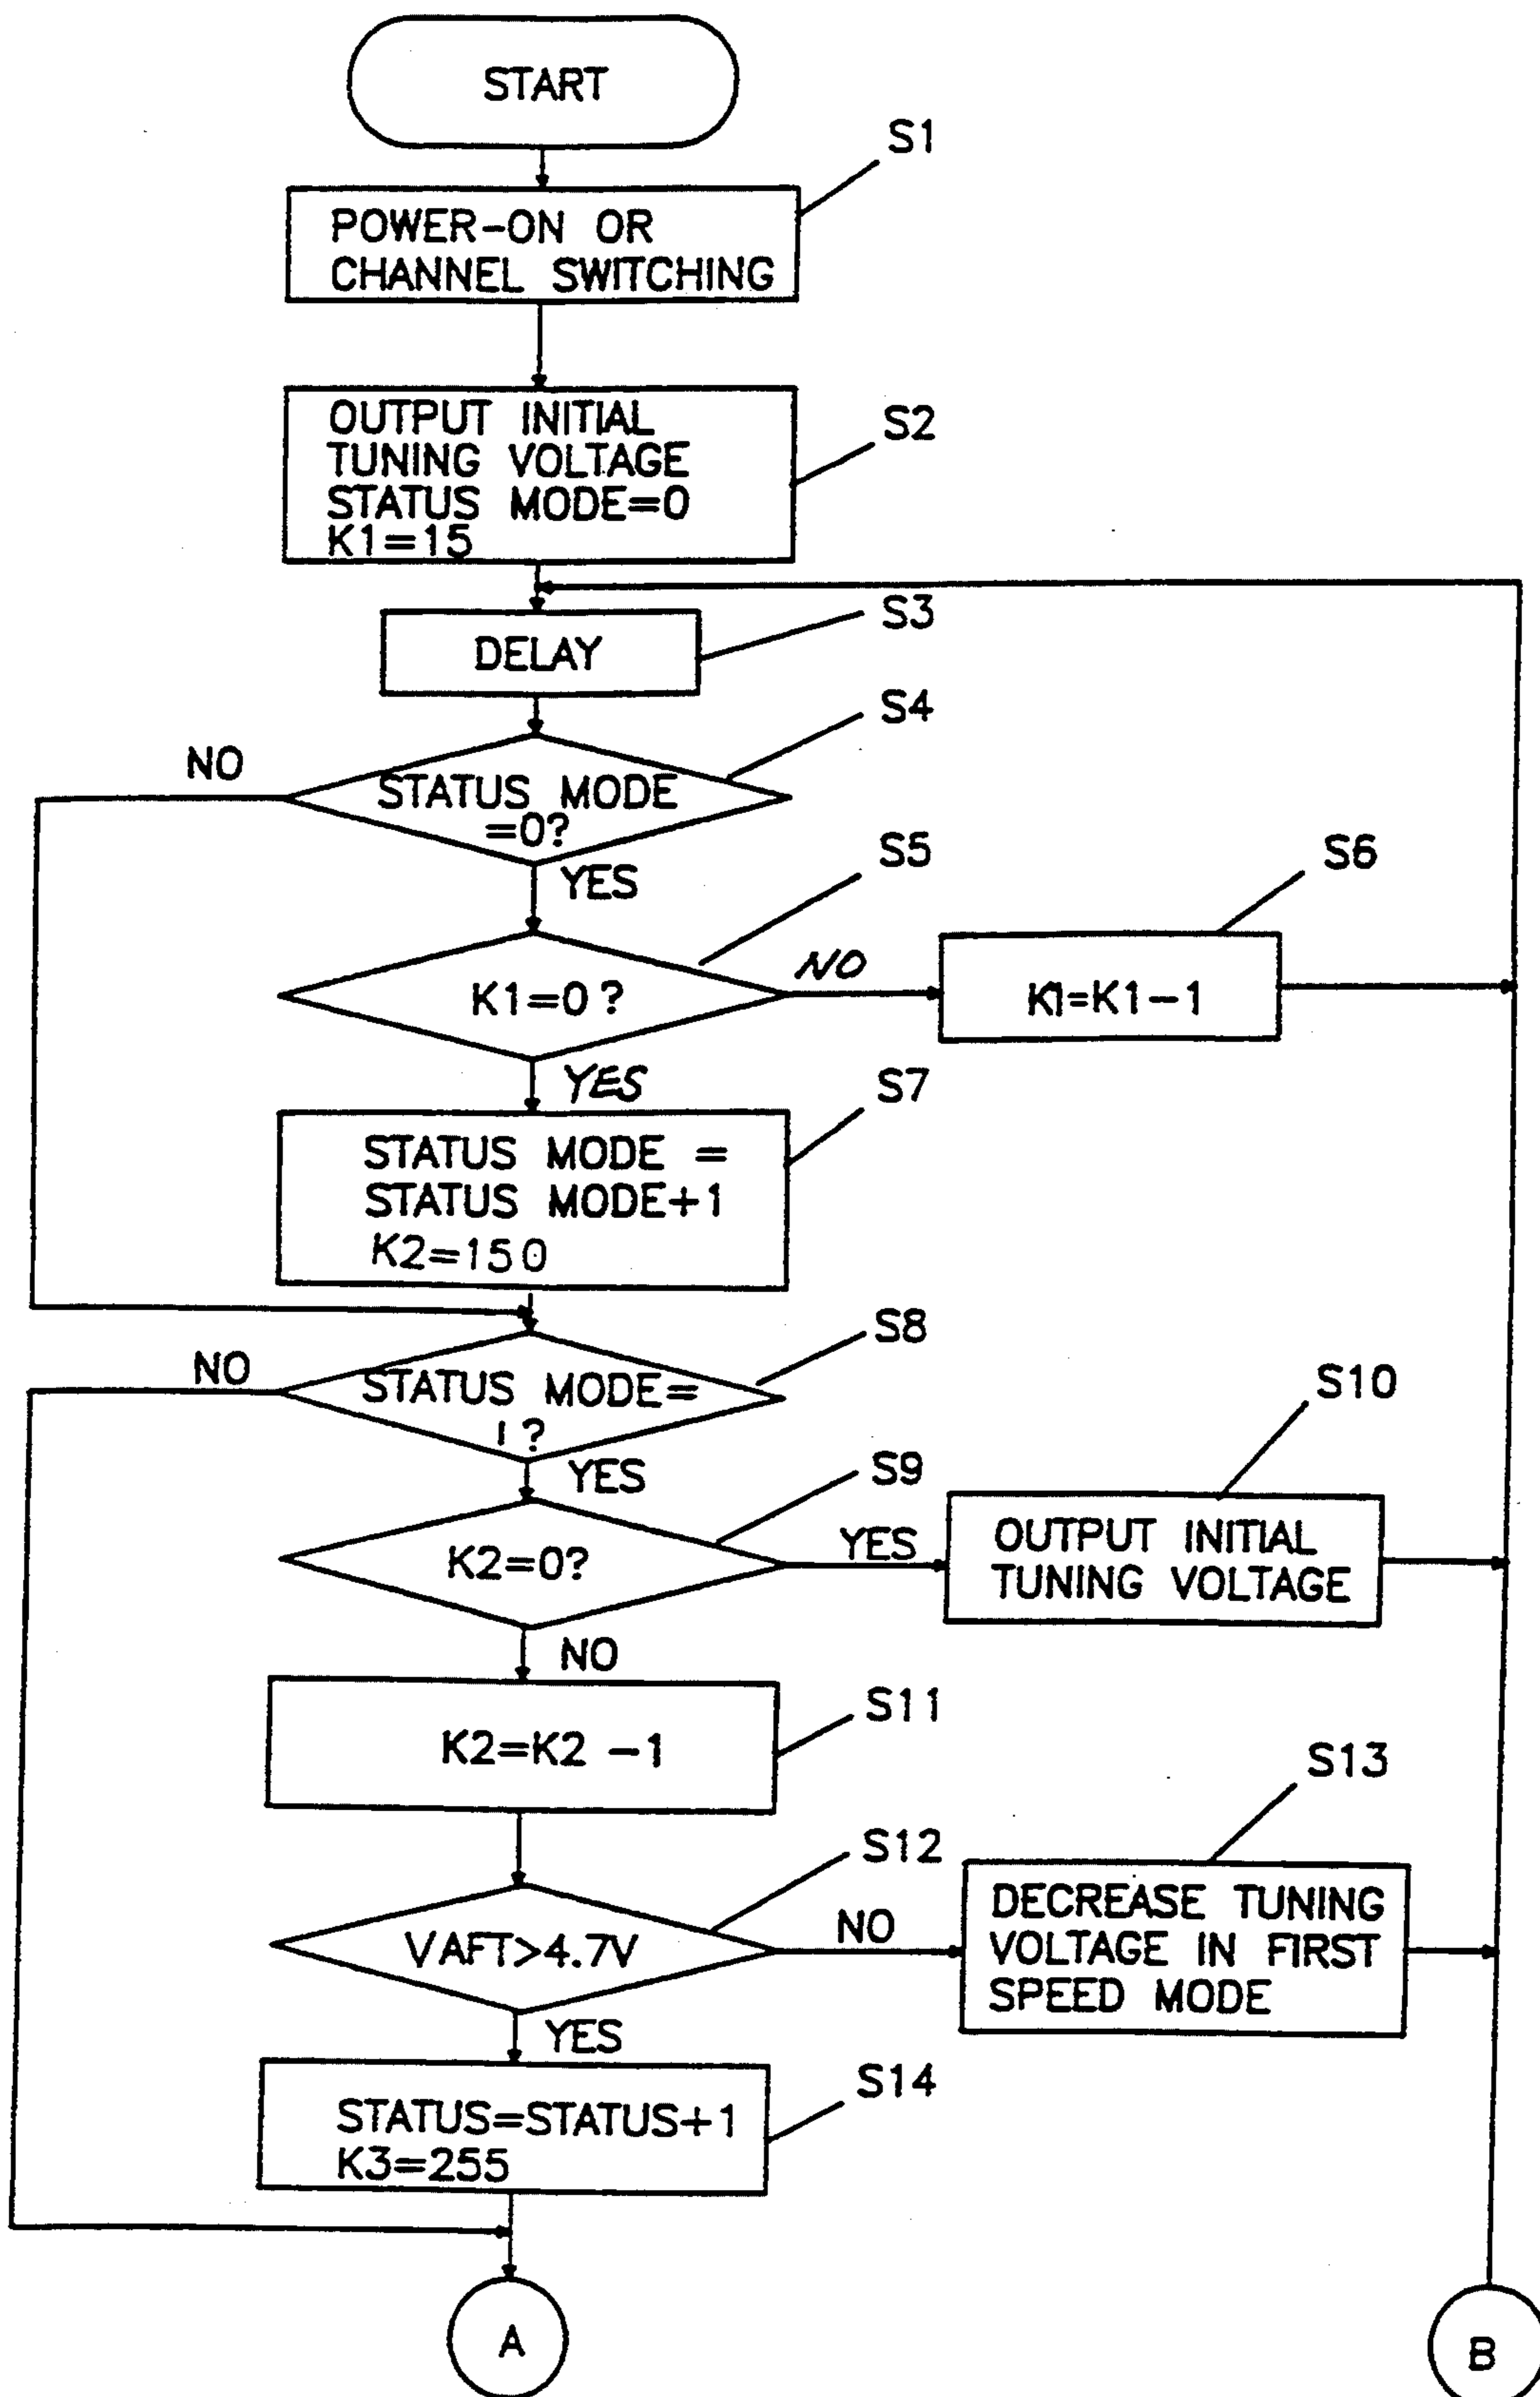 START
S1
POWER-ON OR
CHANNEL SWITCHING
S2
OUTPUT INITIAL
TUNING VOLTAGE
STATUS MODE=0
K1=15
S3
DELAY
S4
NO
STATUS MODE
=0?
YES
S5
S6
K1=0?
NO
K1=K1-1
YES
S7
STATUS MODE =
STATUS MODE+1
K2=150
S8
NO
STATUS MODE=
1?
YES
S9
S10
K2=0?
YES
OUTPUT INITIAL
TUNING VOLTAGE
NO
S11
K2=K2 -1
S12
S13
VAFT>4.7V
NO
DECREASE TUNING
VOLTAGE IN FIRST
SPEED MODE
YES
S14
STATUS=STATUS+1
K3=255
A
B